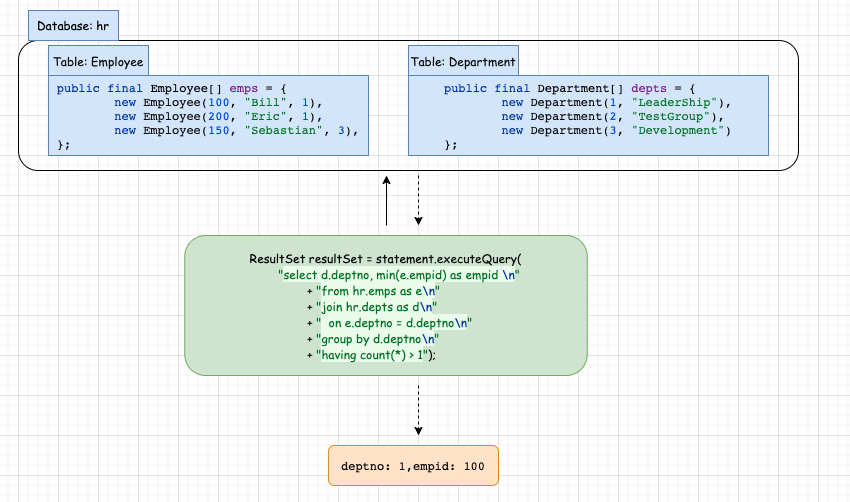 Database: hr
Table: Employee
public final Employee[] emps = {
new Employee(100, "Bill", 1),
new Employee(200, "Eric", 1),
new Employee(150, "Sebastian", 3),
};
Table: Department
public final Department[] depts = {
new Department(1, "LeaderShip"),
new Department(2, "TestGroup"),
new Department(3, "Development")
};
ResultSet resultSet = statement.executeQuery(
"select d.deptno, min(e.empid) as empid \n"
+ "from hr.emps as e\n"
+ "join hr.depts as d\n"
+ "  on e.deptno = d.deptno\n"
+ "group by d.deptno\n"
+ "having count(*) > 1");
deptno: 1,empid: 100